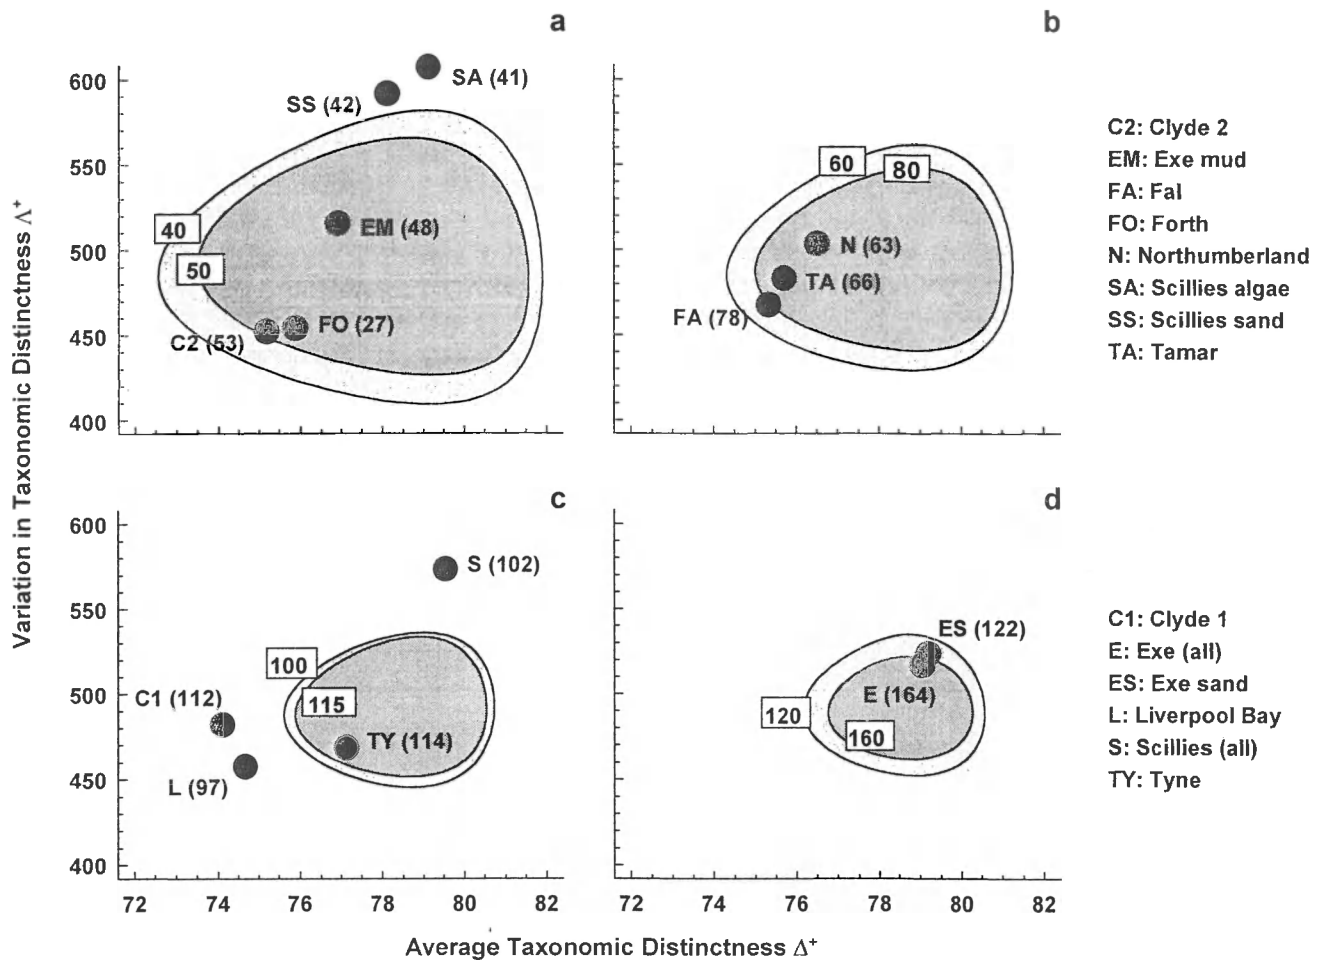 a
b
600
SA (41)
SS (42)
C2: Clyde 2
EM: Exe mud
FA: Fal
FO: Forth
N: Northumberland
SA: Scillies algae
SS: Scillies sand
TA: Tamar
550
60
80
40
EM (48)
500
50
N (63)
TA (66)
FO (27)
FA (78)
450
C2 (53)
400
Variation in Taxonomic Distinctness Λ⁺
c
d
600
S (102)
550
ES (122)
C1: Clyde 1
E: Exe (all)
ES: Exe sand
L: Liverpool Bay
S: Scillies (all)
TY: Tyne
100
C1 (112)
500
115
E (164)
120
TY (114)
160
450
L (97)
400
72 74 76 78 80 82
72 74 76 78 80 82
Average Taxonomic Distinctness Δ⁺